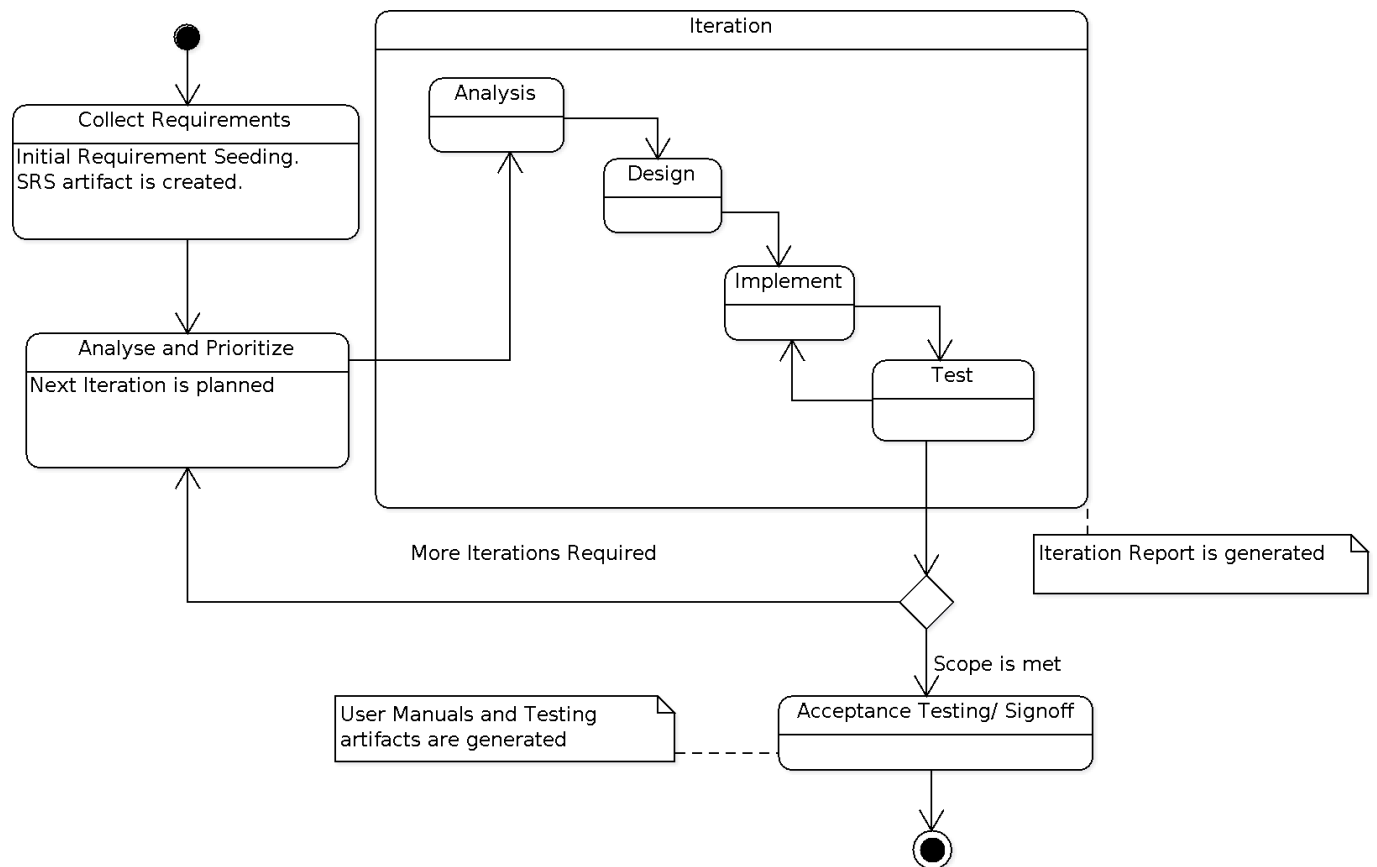 Iteration
Analysis
Collect Requirements
Initial Requirement Seeding.
SRS artifact is created.
Design
Implement
Analyse and Prioritize
Next Iteration is planned
Test
More Iterations Required
Iteration Report is generated
Scope is met
User Manuals and Testing
artifacts are generated
Acceptance Testing/ Signoff